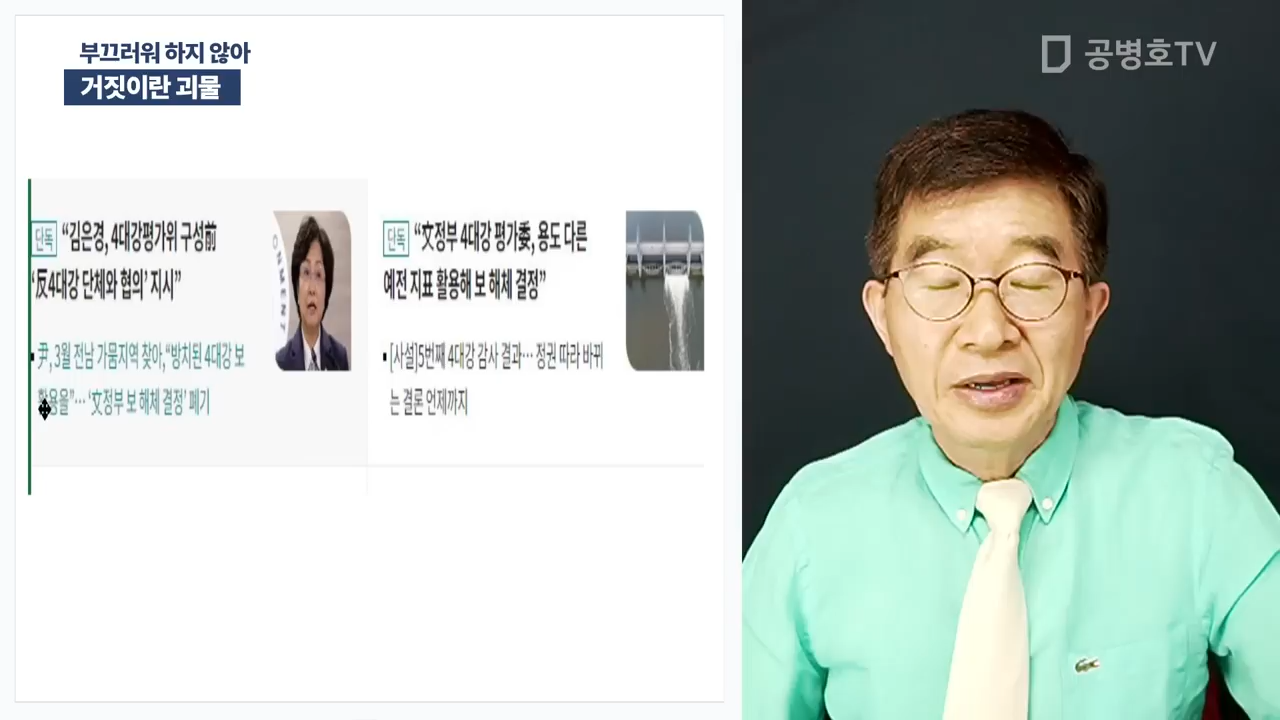 부끄러워 하지 않아
거짓이란 괴물
공병호TV
단독 “김은경, 4대강평가위 구성前
‘反4대강 단체와 협의’ 지시”
尹, 3월 전남 가뭄지역 찾아,“방치된 4대강 보
활용을”… ‘文정부 보 해체 결정’ 폐기
단독 “文정부 4대강 평가委, 용도 다른
예전 지표 활용해 보 해체 결정”
[사설]5번째 4대강 감사 결과… 정권 따라 바뀌
는 결론 언제까지
ONMENT